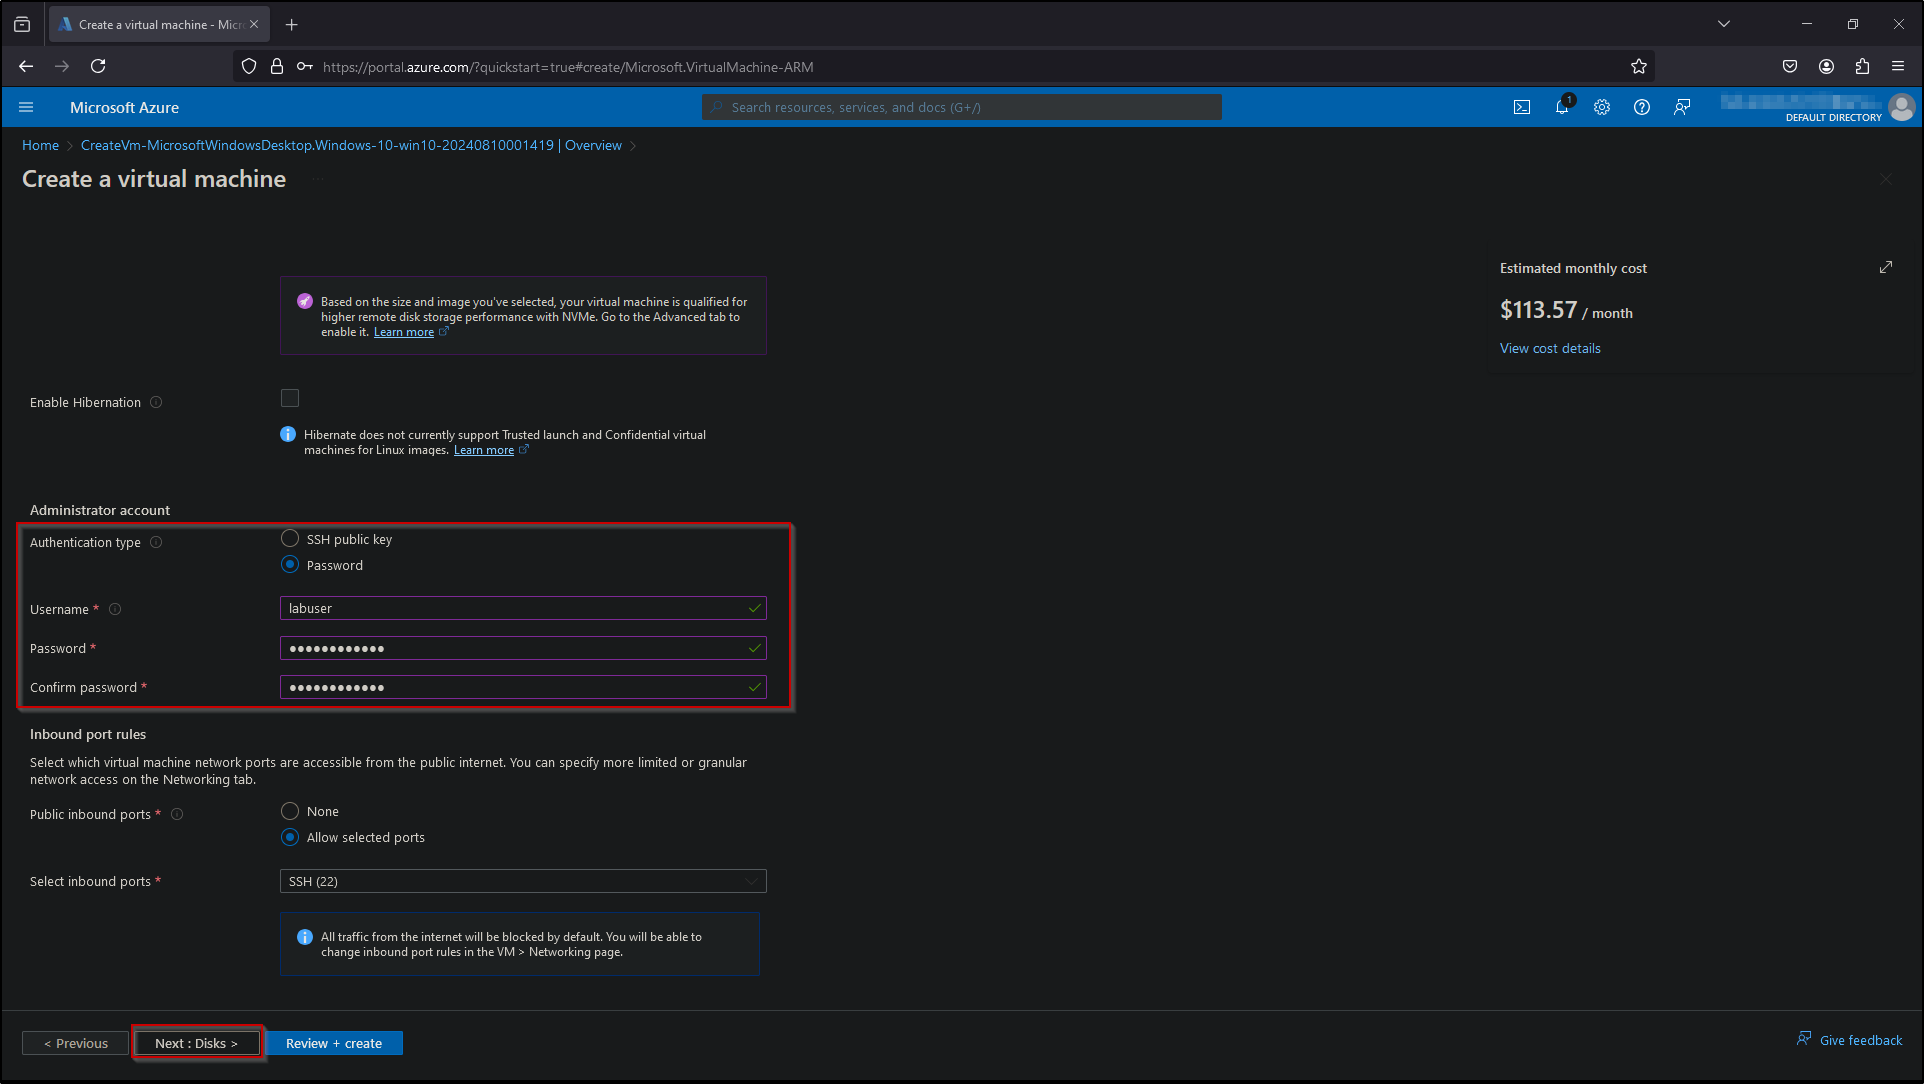 Create a virtual machine - Micr
https://portal.azure.com/?quickstart=true#create/Microsoft.VirtualMachine-ARM
Microsoft Azure
Search resources, services, and docs (G+/)
1
DEFAULT DIRECTORY
Home > CreateVm-MicrosoftWindowsDesktop.Windows-10-win10-20240810001419 | Overview >
Create a virtual machine ...
Estimated monthly cost
$113.57 / month
View cost details
Based on the size and image you've selected, your virtual machine is qualified for
higher remote disk storage performance with NVMe. Go to the Advanced tab to
enable it. Learn more
Enable Hibernation
Hibernate does not currently support Trusted launch and Confidential virtual
machines for Linux images. Learn more
Administrator account
Authentication type
SSH public key
Password
Username *
labuser
Password *
●●●●●●●●●●●●
Confirm password *
●●●●●●●●●●●●
Inbound port rules
Select which virtual machine network ports are accessible from the public internet. You can specify more limited or granular
network access on the Networking tab.
Public inbound ports *
None
Allow selected ports
Select inbound ports *
SSH (22)
All traffic from the internet will be blocked by default. You will be able to
change inbound port rules in the VM > Networking page.
< Previous
Next : Disks >
Review + create
Give feedback